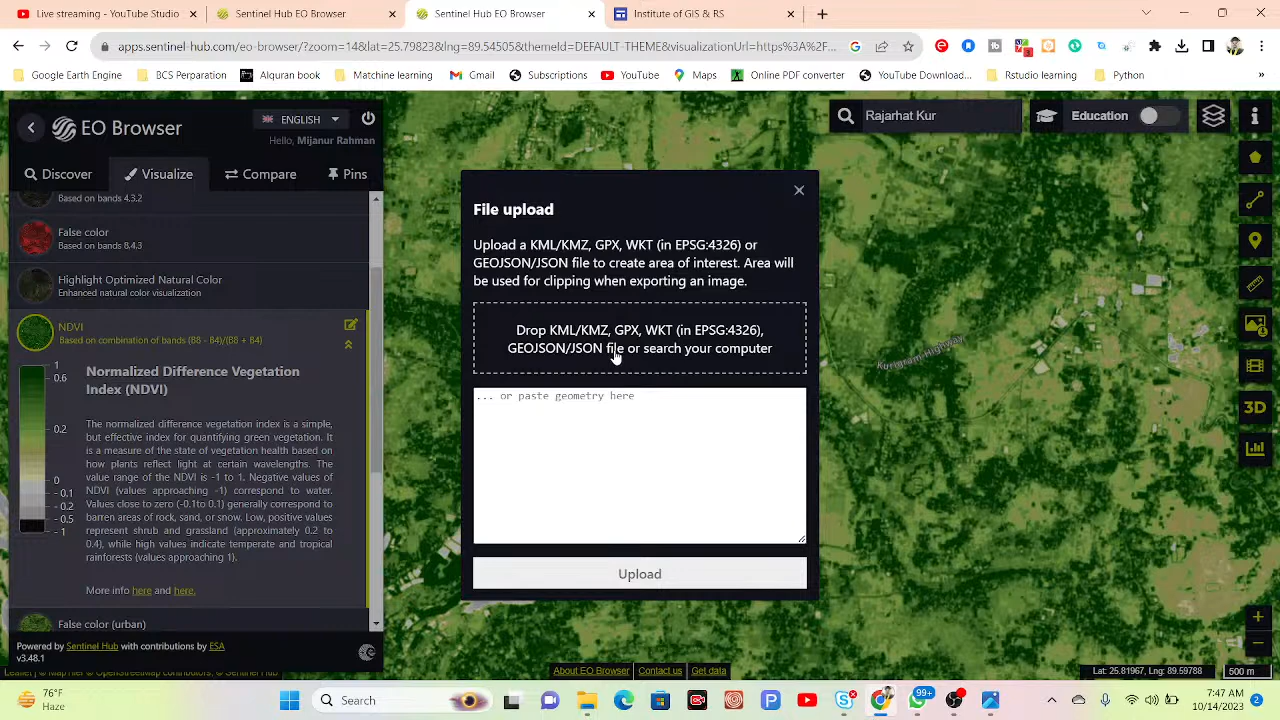 Live streaming - YouTube Studio
Sentinel Hub EO Browser
Sentinel Hub EO Browser
Institute of GIS & RS
apps.sentinel-hub.com/eo-browser/?zoom=14&lat=25.79823&lng=89.54500&themeId=DEFAULT-THEME&visualizationUrl=https%3A%2F...
Google Earth Engine
BCS Peparation
Alquran book
Matchine learning
Gmail
Subscriptions
YouTube
Maps
Online PDF converter
YouTube Download...
Rstudio learning
Python
»
EO Browser
ENGLISH
Hello, Mijanur Rahman
Discover
Visualize
Compare
Pins
Based on bands 4.3.2
False color
Based on bands 8.4.3
Highlight Optimized Natural Color
Enhanced natural color visualization
NDVI
Based on combination of bands (B8 - B4)/(B8 + B4)
1
0.6
0.2
0
- 0.1
- 0.2
- 0.5
- 1
Normalized Difference Vegetation
Index (NDVI)
The normalized difference vegetation index is a simple,
but effective index for quantifying green vegetation. It
is a measure of the state of vegetation health based on
how plants reflect light at certain wavelengths. The
value range of the NDVI is -1 to 1. Negative values of
NDVI (values approaching -1) correspond to water.
Values close to zero (-0.1to 0.1) generally correspond to
barren areas of rock, sand, or snow. Low, positive values
represent shrub and grassland (approximately 0.2 to
0.4), while high values indicate temperate and tropical
rainforests (values approaching 1).
More info here and here.
False color (urban)
Powered by Sentinel Hub with contributions by ESA
v3.48.1
File upload
Upload a KML/KMZ, GPX, WKT (in EPSG:4326) or
GEOJSON/JSON file to create area of interest. Area will
be used for clipping when exporting an image.
Drop KML/KMZ, GPX, WKT (in EPSG:4326),
GEOJSON/JSON file or search your computer
... or paste geometry here
Upload
Rajarhat Kur
Education
3D
Kurigram Highway
Leaflet | © MapTiler © OpenStreetMap contributors, © Sentinel Hub
About EO Browser
Contact us
Get data
Lat: 25.81967, Lng: 89.59788
500 m
76°F
Haze
Search
99+
7:47 AM
10/14/2023
2